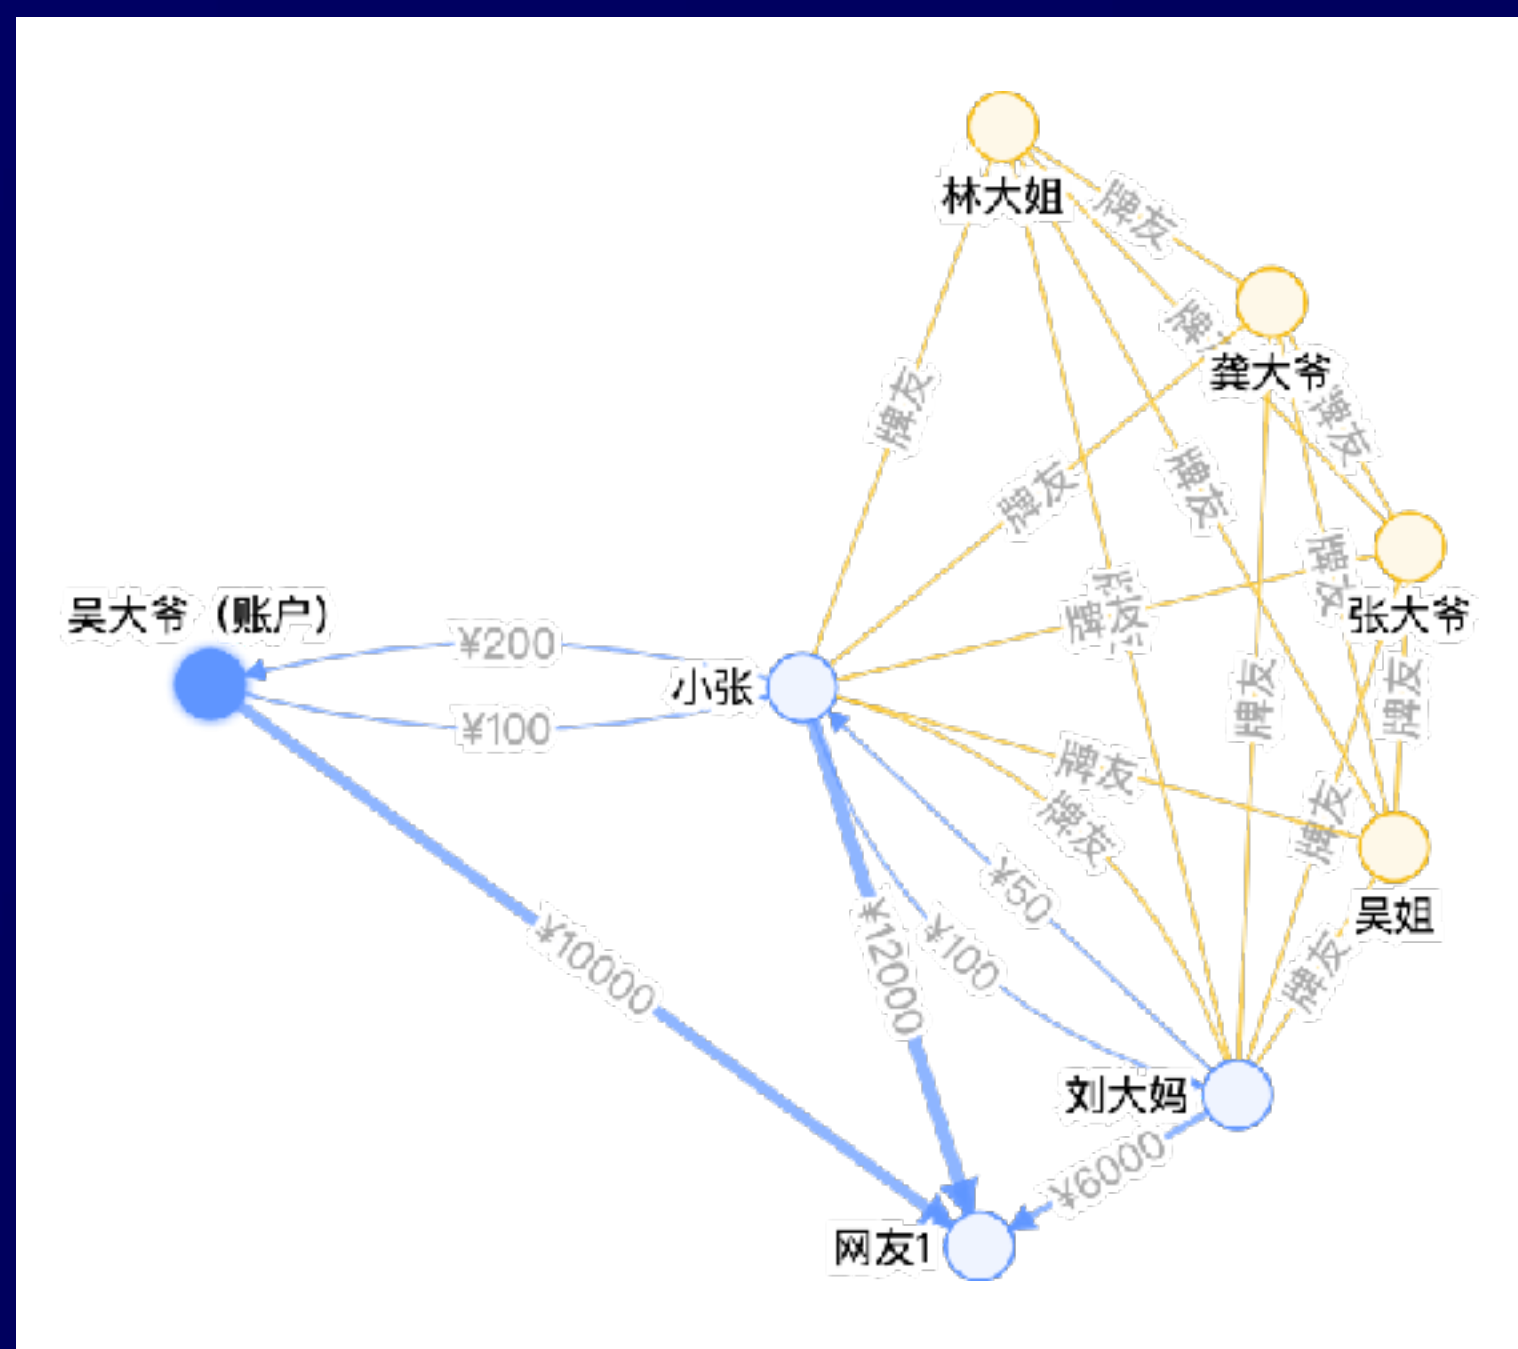 林大姐
牌友
龚大爷
牌友
牌友
牌友
牌友
张大爷
吴大爷（账户）
¥200
小张
牌友
牌友
牌友
¥100
牌友
牌友
牌友
¥50
¥100
吴姐
¥10000
¥12000
牌友
刘大妈
¥6000
网友1